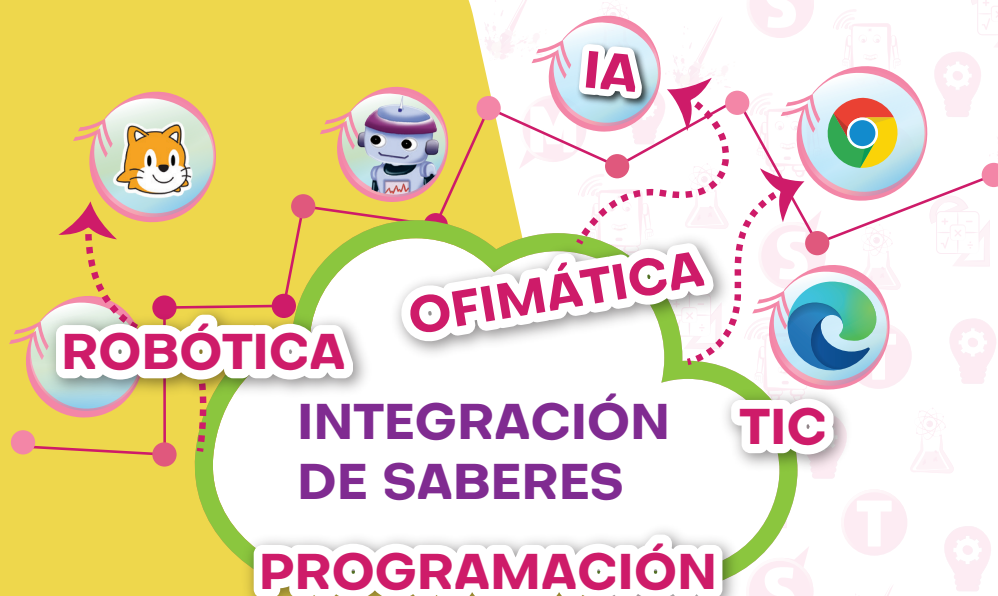 IA
OFIMÁTICA
ROBÓTICA
INTEGRACIÓN
DE SABERES
TIC
PROGRAMACIÓN
S
T
S